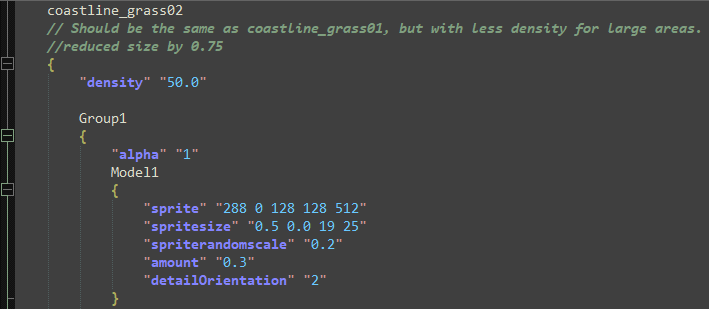 coastline_grass02
// Should be the same as coastline_grass01, but with less density for large areas.
//reduced size by 0.75
{
"density" "50.0"
Group1
{
"alpha" "1"
Model1
{
"sprite" "288 0 128 128 512"
"spritesize" "0.5 0.0 19 25"
"spriterandomscale" "0.2"
"amount" "0.3"
"detailOrientation" "2"
}